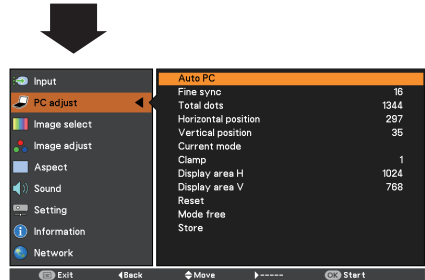 Input
PC adjust
Image select
Image adjust
Aspect
Sound
Setting
Information
Network
Auto PC
Fine sync 16
Total dots 1344
Horizontal position 297
Vertical position 35
Current mode
Clamp 1
Display area H 1024
Display area V 768
Reset
Mode free
Store
Exit Back Move ----- OK Start